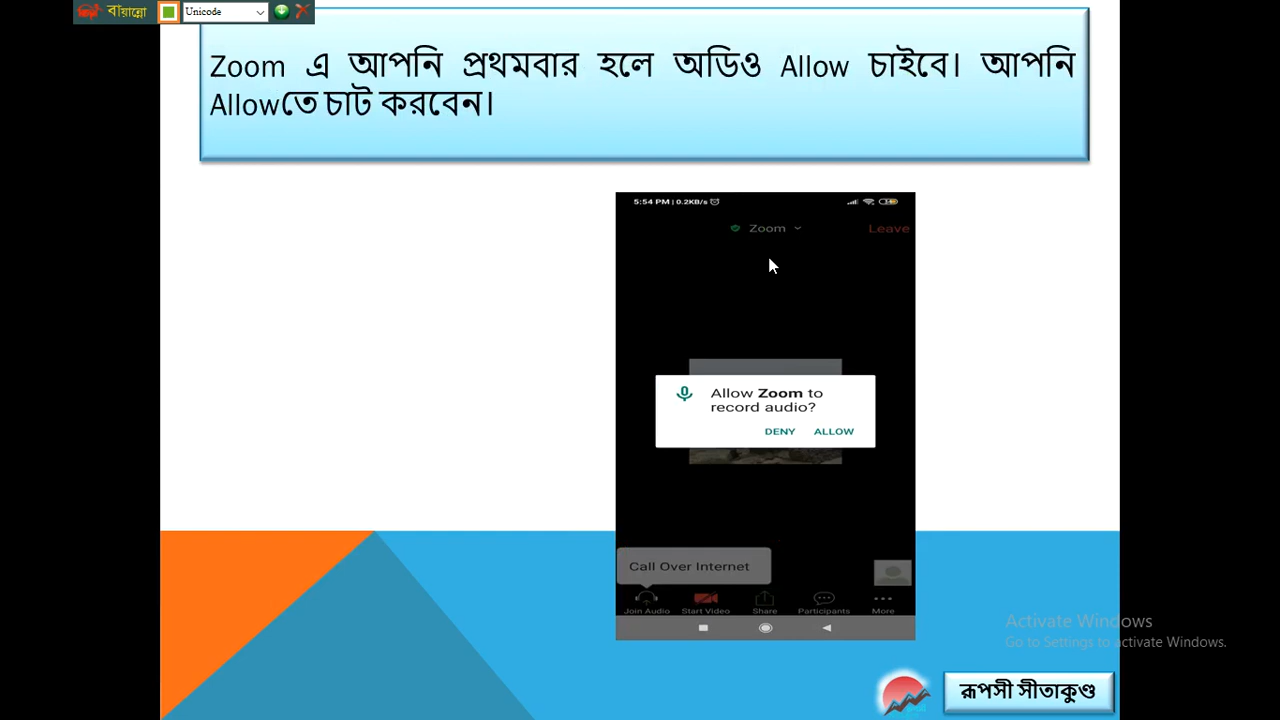 বায়ান্নো
Unicode
Zoom এ আপনি প্রথমবার হলে অডিও Allow চাইবে। আপনি
Allowতে চাট করবেন।
5:54 PM | 0.2KB/s
Zoom
Leave
Allow Zoom to
record audio?
DENY ALLOW
Call Over Internet
Join Audio Start Video Share Participants More
Activate Windows
Go to Settings to activate Windows.
রূপসী সীতাকুণ্ড